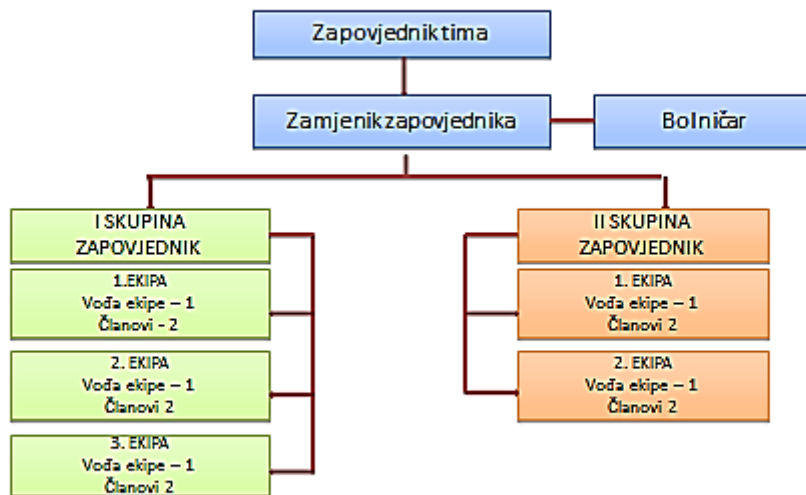 Zapovjednik tima
Zamjenik zapovjednika
Bolničar
I SKUPINA
ZAPOVJEDNIK
1.EKIPA
Vođa ekipe – 1
Članovi - 2
2. EKIPA
Vođa ekipe – 1
Članovi 2
3. EKIPA
Vođa ekipe – 1
Članovi 2
II SKUPINA
ZAPOVJEDNIK
1. EKIPA
Vođa ekipe – 1
Članovi 2
2. EKIPA
Vođa ekipe – 1
Članovi 2